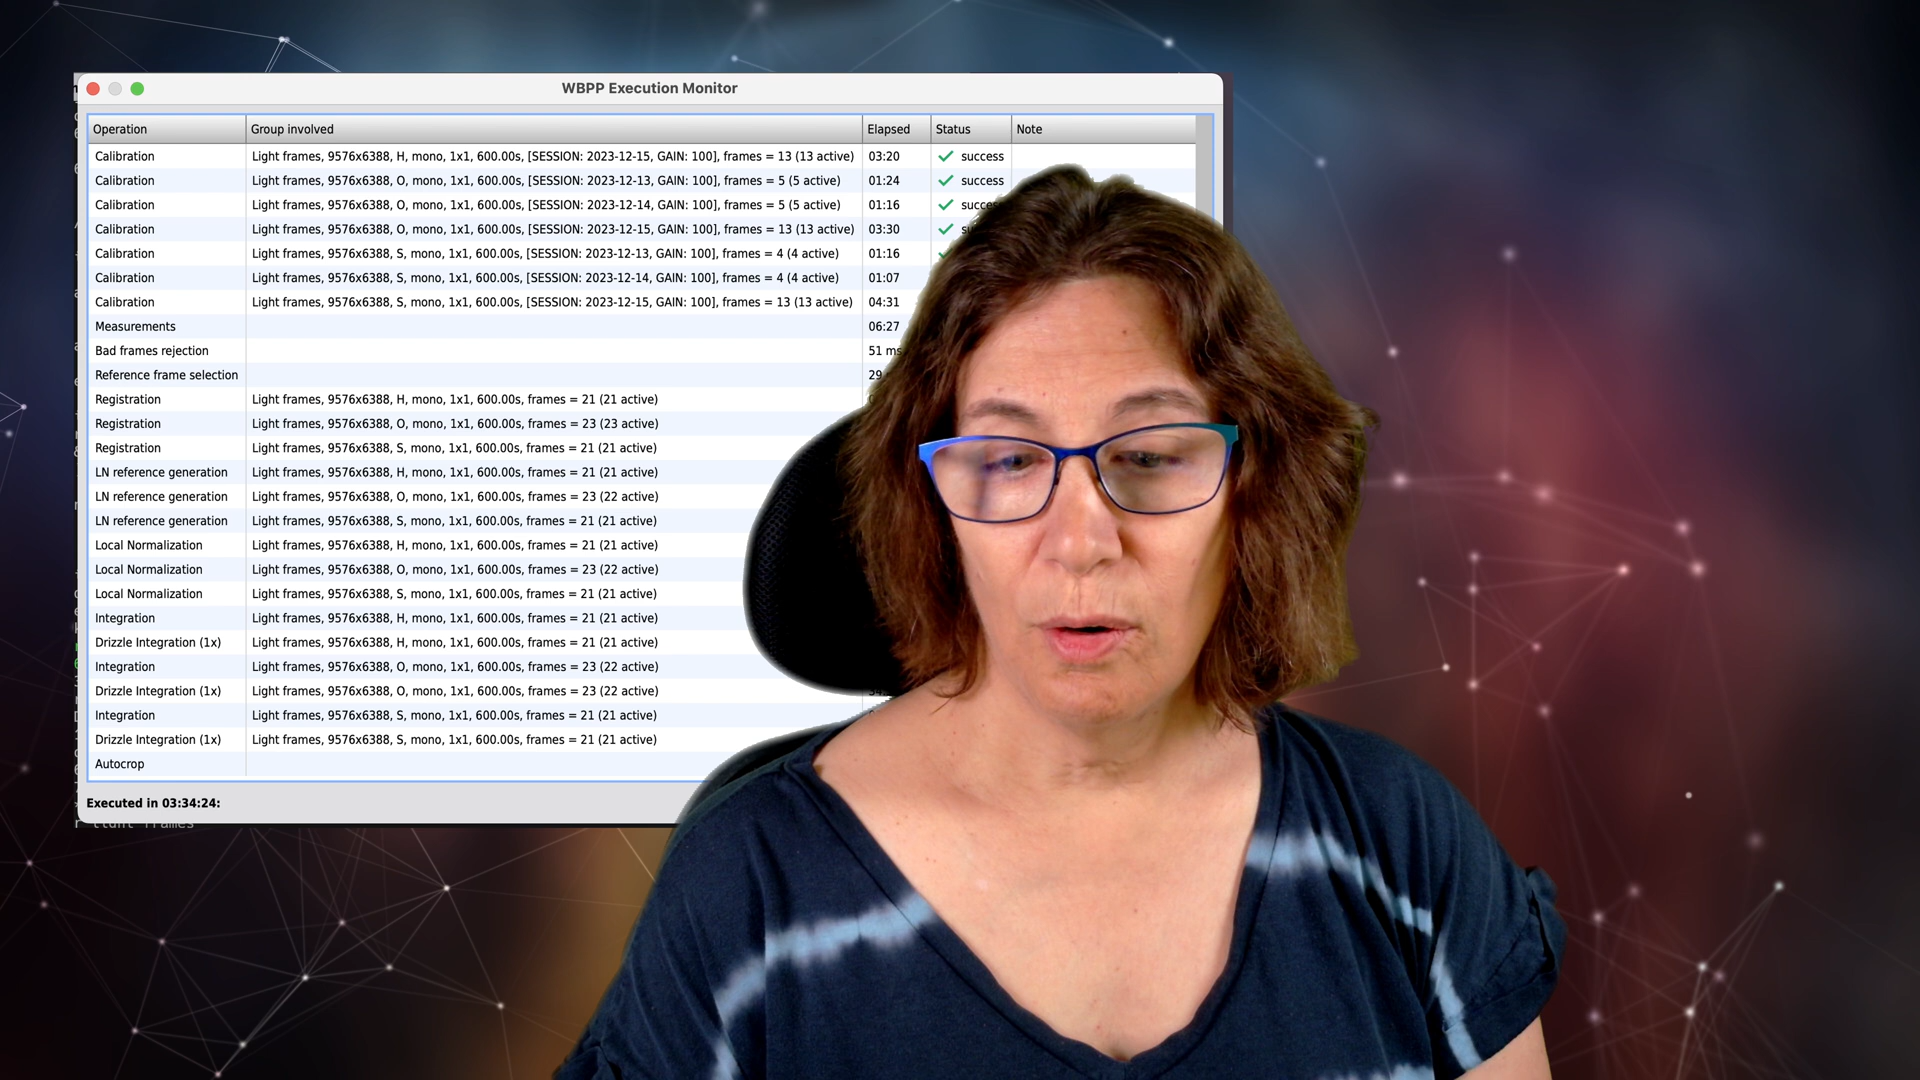 WBPP Execution Monitor
Operation Group involved Elapsed Status Note
Calibration Light frames, 9576x6388, H, mono, 1x1, 600.00s, [SESSION: 2023-12-15, GAIN: 100], frames = 13 (13 active) 03:20 success
Calibration Light frames, 9576x6388, O, mono, 1x1, 600.00s, [SESSION: 2023-12-13, GAIN: 100], frames = 5 (5 active) 01:24 success
Calibration Light frames, 9576x6388, O, mono, 1x1, 600.00s, [SESSION: 2023-12-14, GAIN: 100], frames = 5 (5 active) 01:16
Calibration Light frames, 9576x6388, O, mono, 1x1, 600.00s, [SESSION: 2023-12-15, GAIN: 100], frames = 13 (13 active) 03:30
Calibration Light frames, 9576x6388, S, mono, 1x1, 600.00s, [SESSION: 2023-12-13, GAIN: 100], frames = 4 (4 active) 01:16
Calibration Light frames, 9576x6388, S, mono, 1x1, 600.00s, [SESSION: 2023-12-14, GAIN: 100], frames = 4 (4 active) 01:07
Calibration Light frames, 9576x6388, S, mono, 1x1, 600.00s, [SESSION: 2023-12-15, GAIN: 100], frames = 13 (13 active) 04:31
Measurements 06:27
Bad frames rejection 51 ms
Reference frame selection 29
Registration Light frames, 9576x6388, H, mono, 1x1, 600.00s, frames = 21 (21 active)
Registration Light frames, 9576x6388, O, mono, 1x1, 600.00s, frames = 23 (23 active)
Registration Light frames, 9576x6388, S, mono, 1x1, 600.00s, frames = 21 (21 active)
LN reference generation Light frames, 9576x6388, H, mono, 1x1, 600.00s, frames = 21 (21 active)
LN reference generation Light frames, 9576x6388, O, mono, 1x1, 600.00s, frames = 23 (22 active)
LN reference generation Light frames, 9576x6388, S, mono, 1x1, 600.00s, frames = 21 (21 active)
Local Normalization Light frames, 9576x6388, H, mono, 1x1, 600.00s, frames = 21 (21 active)
Local Normalization Light frames, 9576x6388, O, mono, 1x1, 600.00s, frames = 23 (22 active)
Local Normalization Light frames, 9576x6388, S, mono, 1x1, 600.00s, frames = 21 (21 active)
Integration Light frames, 9576x6388, H, mono, 1x1, 600.00s, frames = 21 (21 active)
Drizzle Integration (1x) Light frames, 9576x6388, H, mono, 1x1, 600.00s, frames = 21 (21 active)
Integration Light frames, 9576x6388, O, mono, 1x1, 600.00s, frames = 23 (22 active)
Drizzle Integration (1x) Light frames, 9576x6388, O, mono, 1x1, 600.00s, frames = 23 (22 active)
Integration Light frames, 9576x6388, S, mono, 1x1, 600.00s, frames = 21 (21 active)
Drizzle Integration (1x) Light frames, 9576x6388, S, mono, 1x1, 600.00s, frames = 21 (21 active)
Autocrop
Executed in 03:34:24: